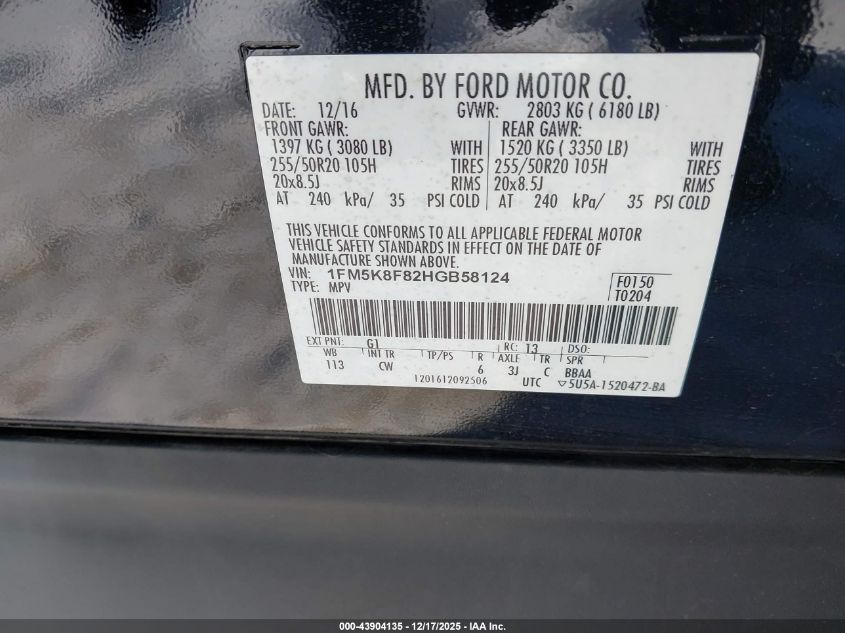 MFD. BY FORD MOTOR CO.
DATE: 12/16 GVWR: 2803 KG ( 6180 LB)
FRONT GAWR: REAR GAWR:
1397 KG ( 3080 LB) WITH 1520 KG ( 3350 LB) WITH
255/50R20 105H TIRES 255/50R20 105H TIRES
20x8.5J RIMS 20x8.5J RIMS
AT 240 kPa/ 35 PSI COLD AT 240 kPa/ 35 PSI COLD
THIS VEHICLE CONFORMS TO ALL APPLICABLE FEDERAL MOTOR
VEHICLE SAFETY STANDARDS IN EFFECT ON THE DATE OF
MANUFACTURE SHOWN ABOVE.
VIN: 1FM5K8F82HGB58124 F0150
TYPE: MPV T0204
EXT PNT: G1 RC: 13 DSO:
WB INT TR TP/PS R AXLE TR SPR
113 CW 6 3J C BBAA
1201612092506 UTC ▽5U5A-1520472-BA
000-43904135 - 12/17/2025 - IAA Inc.